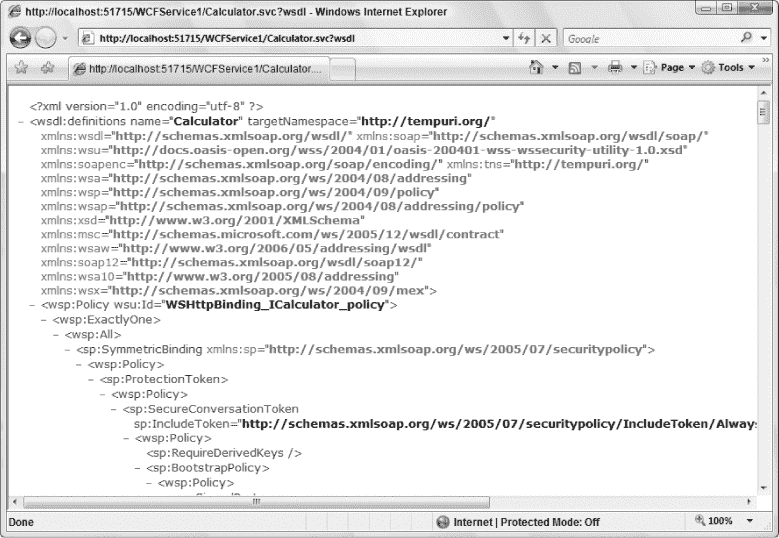 http://localhost:51715/WCFService1/Calculator.svc?wsdl - Windows Internet Explorer
http://localhost:51715/WCFService1/Calculator.svc?wsdl
Google
http://localhost:51715/WCFService1/Calculator....
Page
Tools
<?xml version="1.0" encoding="utf-8" ?>
- <wsdl:definitions name="Calculator" targetNamespace="http://tempuri.org/"
xmlns:wsdl="http://schemas.xmlsoap.org/wsdl/" xmlns:soap="http://schemas.xmlsoap.org/wsdl/soap/"
xmlns:wsu="http://docs.oasis-open.org/wss/2004/01/oasis-200401-wss-wssecurity-utility-1.0.xsd"
xmlns:soapenc="http://schemas.xmlsoap.org/soap/encoding/" xmlns:tns="http://tempuri.org/"
xmlns:wsa="http://schemas.xmlsoap.org/ws/2004/08/addressing"
xmlns:wsp="http://schemas.xmlsoap.org/ws/2004/09/policy"
xmlns:wsap="http://schemas.xmlsoap.org/ws/2004/08/addressing/policy"
xmlns:xsd="http://www.w3.org/2001/XMLSchema"
xmlns:msc="http://schemas.microsoft.com/ws/2005/12/wsdl/contract"
xmlns:wsaw="http://www.w3.org/2006/05/addressing/wsdl"
xmlns:soap12="http://schemas.xmlsoap.org/wsdl/soap12/"
xmlns:wsa10="http://www.w3.org/2005/08/addressing"
xmlns:wsx="http://schemas.xmlsoap.org/ws/2004/09/mex">
- <wsp:Policy wsu:Id="WSHttpBinding_ICalculator_policy">
- <wsp:ExactlyOne>
- <wsp:All>
- <sp:SymmetricBinding xmlns:sp="http://schemas.xmlsoap.org/ws/2005/07/securitypolicy">
- <wsp:Policy>
- <sp:ProtectionToken>
- <wsp:Policy>
- <sp:SecureConversationToken
sp:IncludeToken="http://schemas.xmlsoap.org/ws/2005/07/securitypolicy/IncludeToken/Always
- <wsp:Policy>
<sp:RequireDerivedKeys />
- <sp:BootstrapPolicy>
- <wsp:Policy>
Done
Internet | Protected Mode: Off
100%